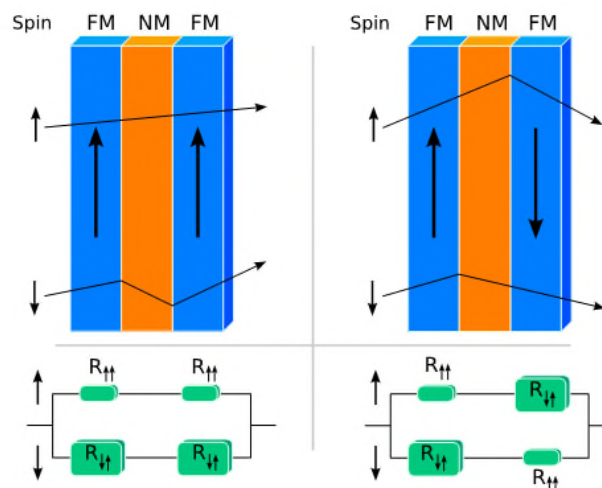 Spin FM NM FM
Spin FM NM FM
R↑↑ R↑↑
R↓↑ R↓↑
R↑↑ R↓↑
R↓↑ R↑↑